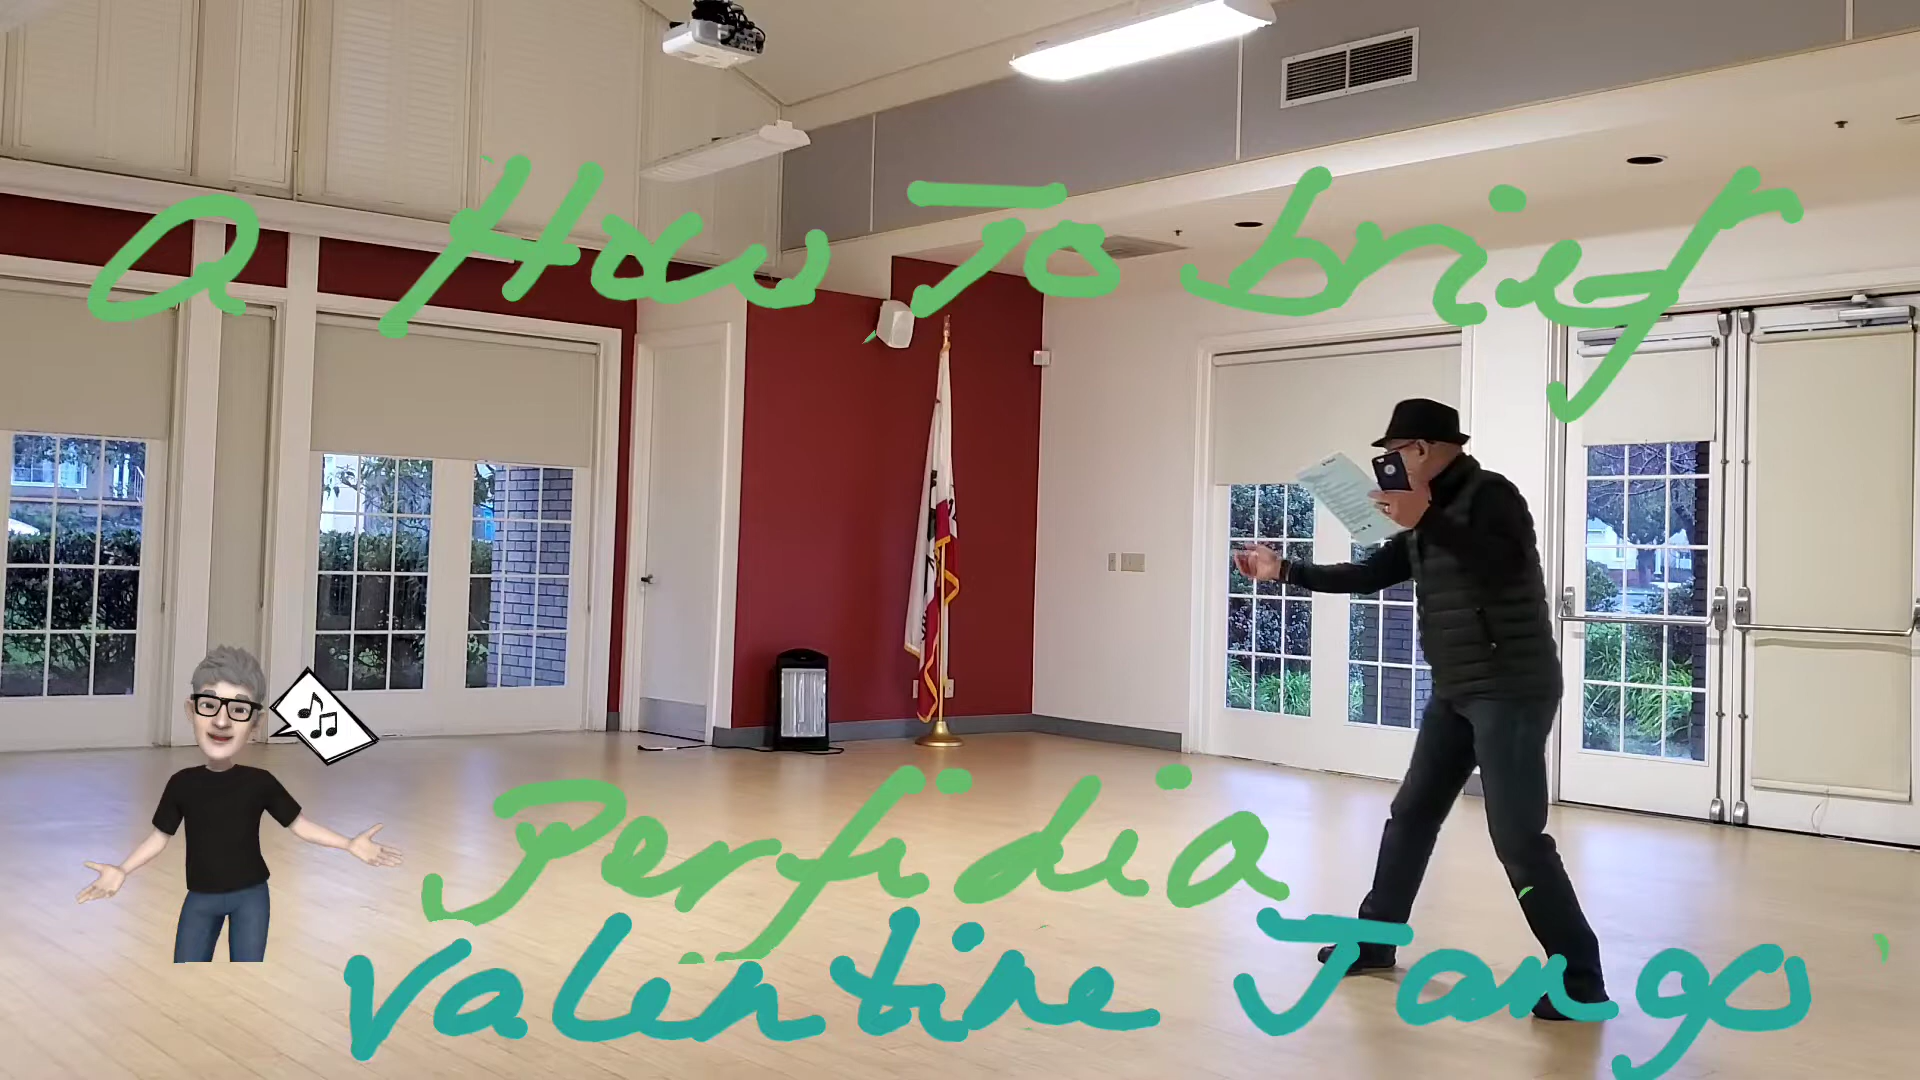 A How To brief
Perfidia
Valentine Tango